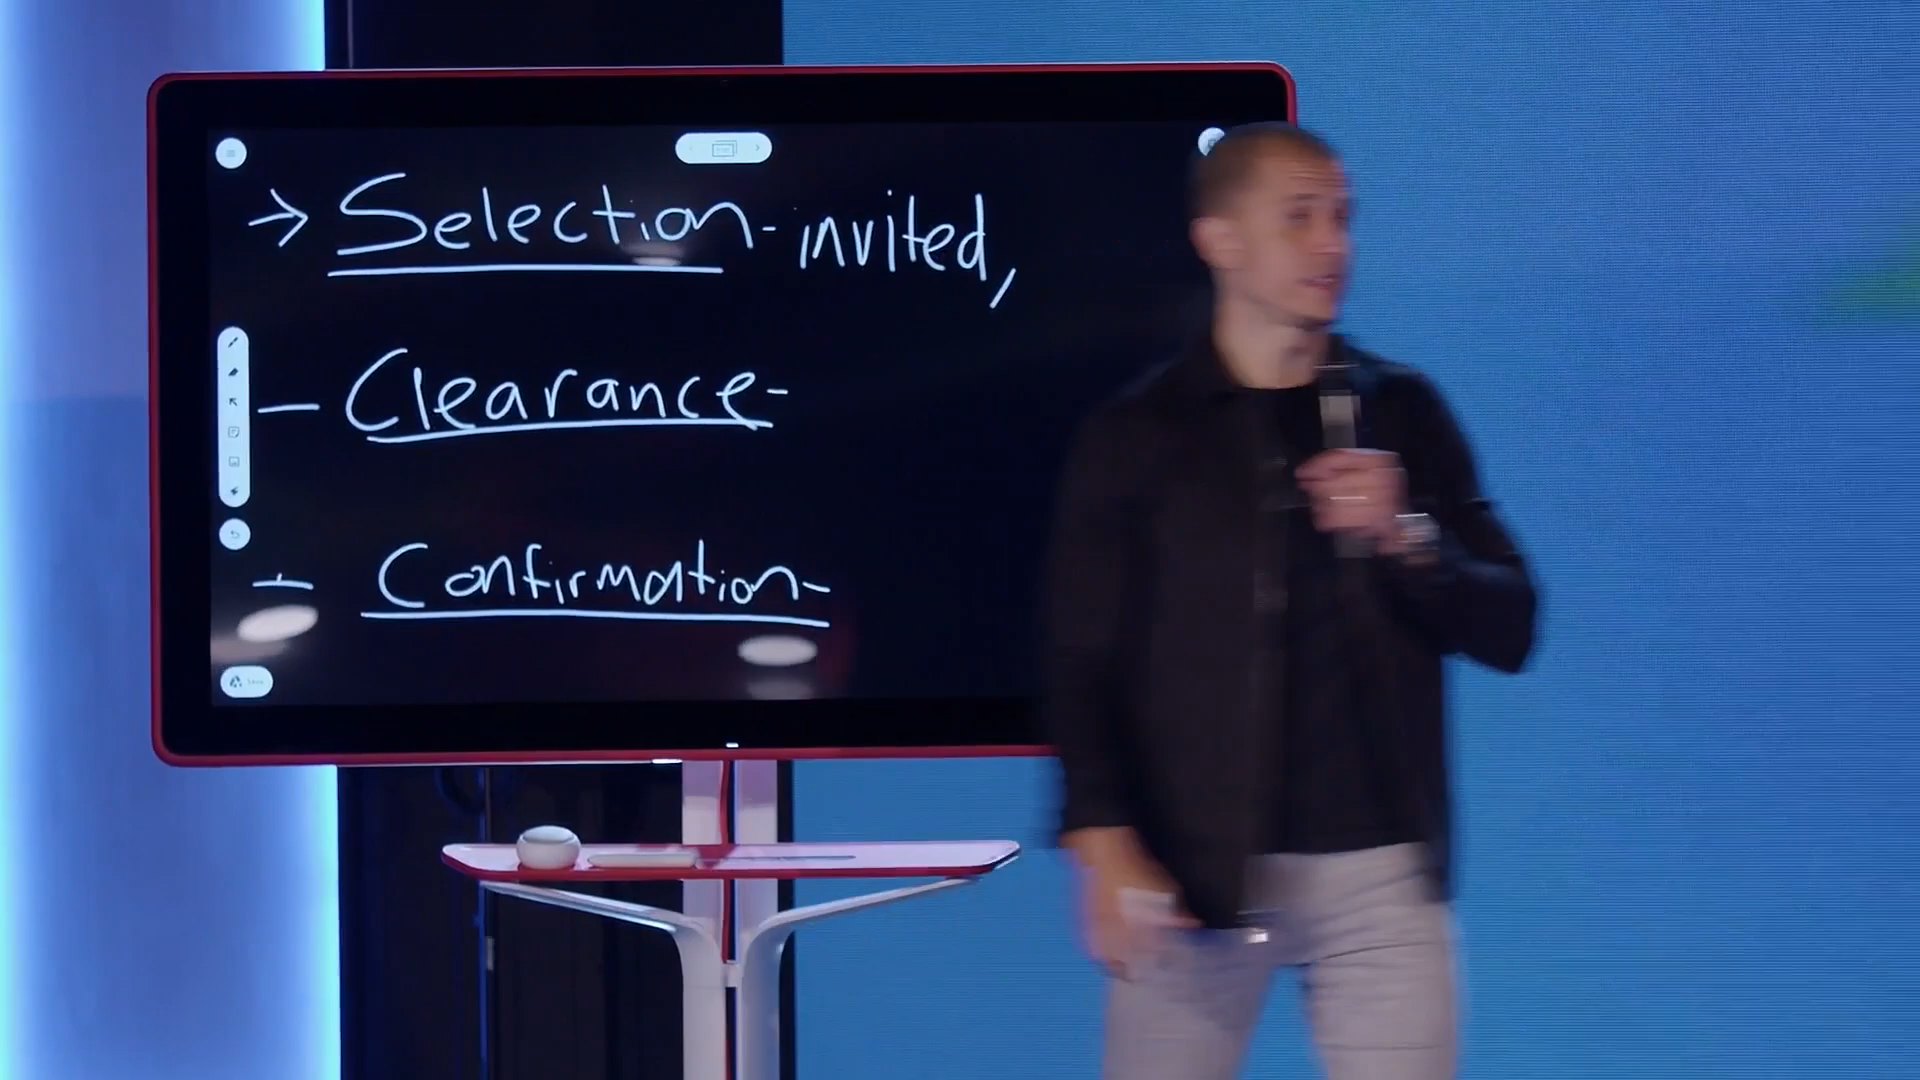 → Selection - invited,
— Clearance -
— Confirmation -